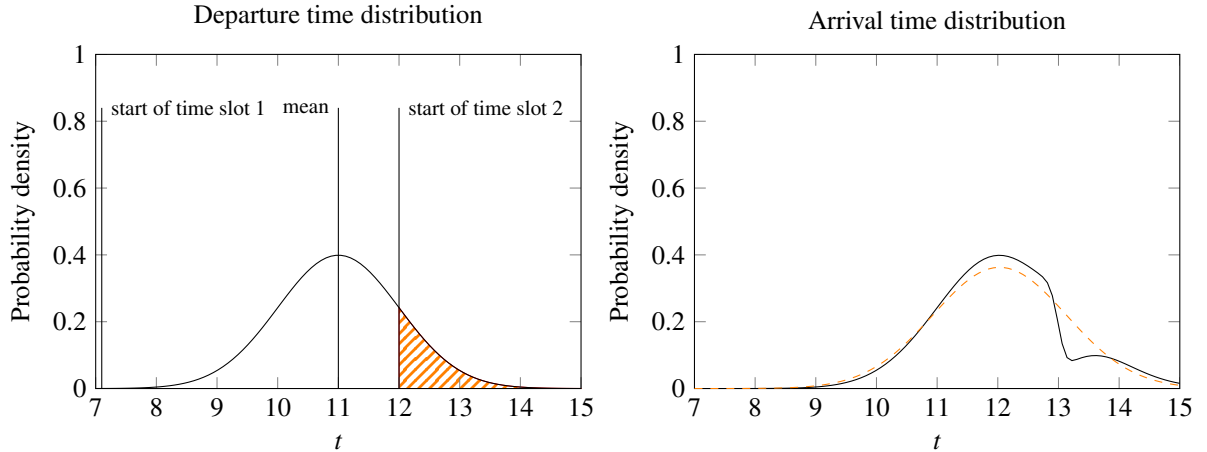 Departure time distribution
1
0.8
0.6
0.4
0.2
0
Probability density
start of time slot 1
mean
start of time slot 2
7 8 9 10 11 12 13 14 15
t
Arrival time distribution
1
0.8
0.6
0.4
0.2
0
Probability density
7 8 9 10 11 12 13 14 15
t